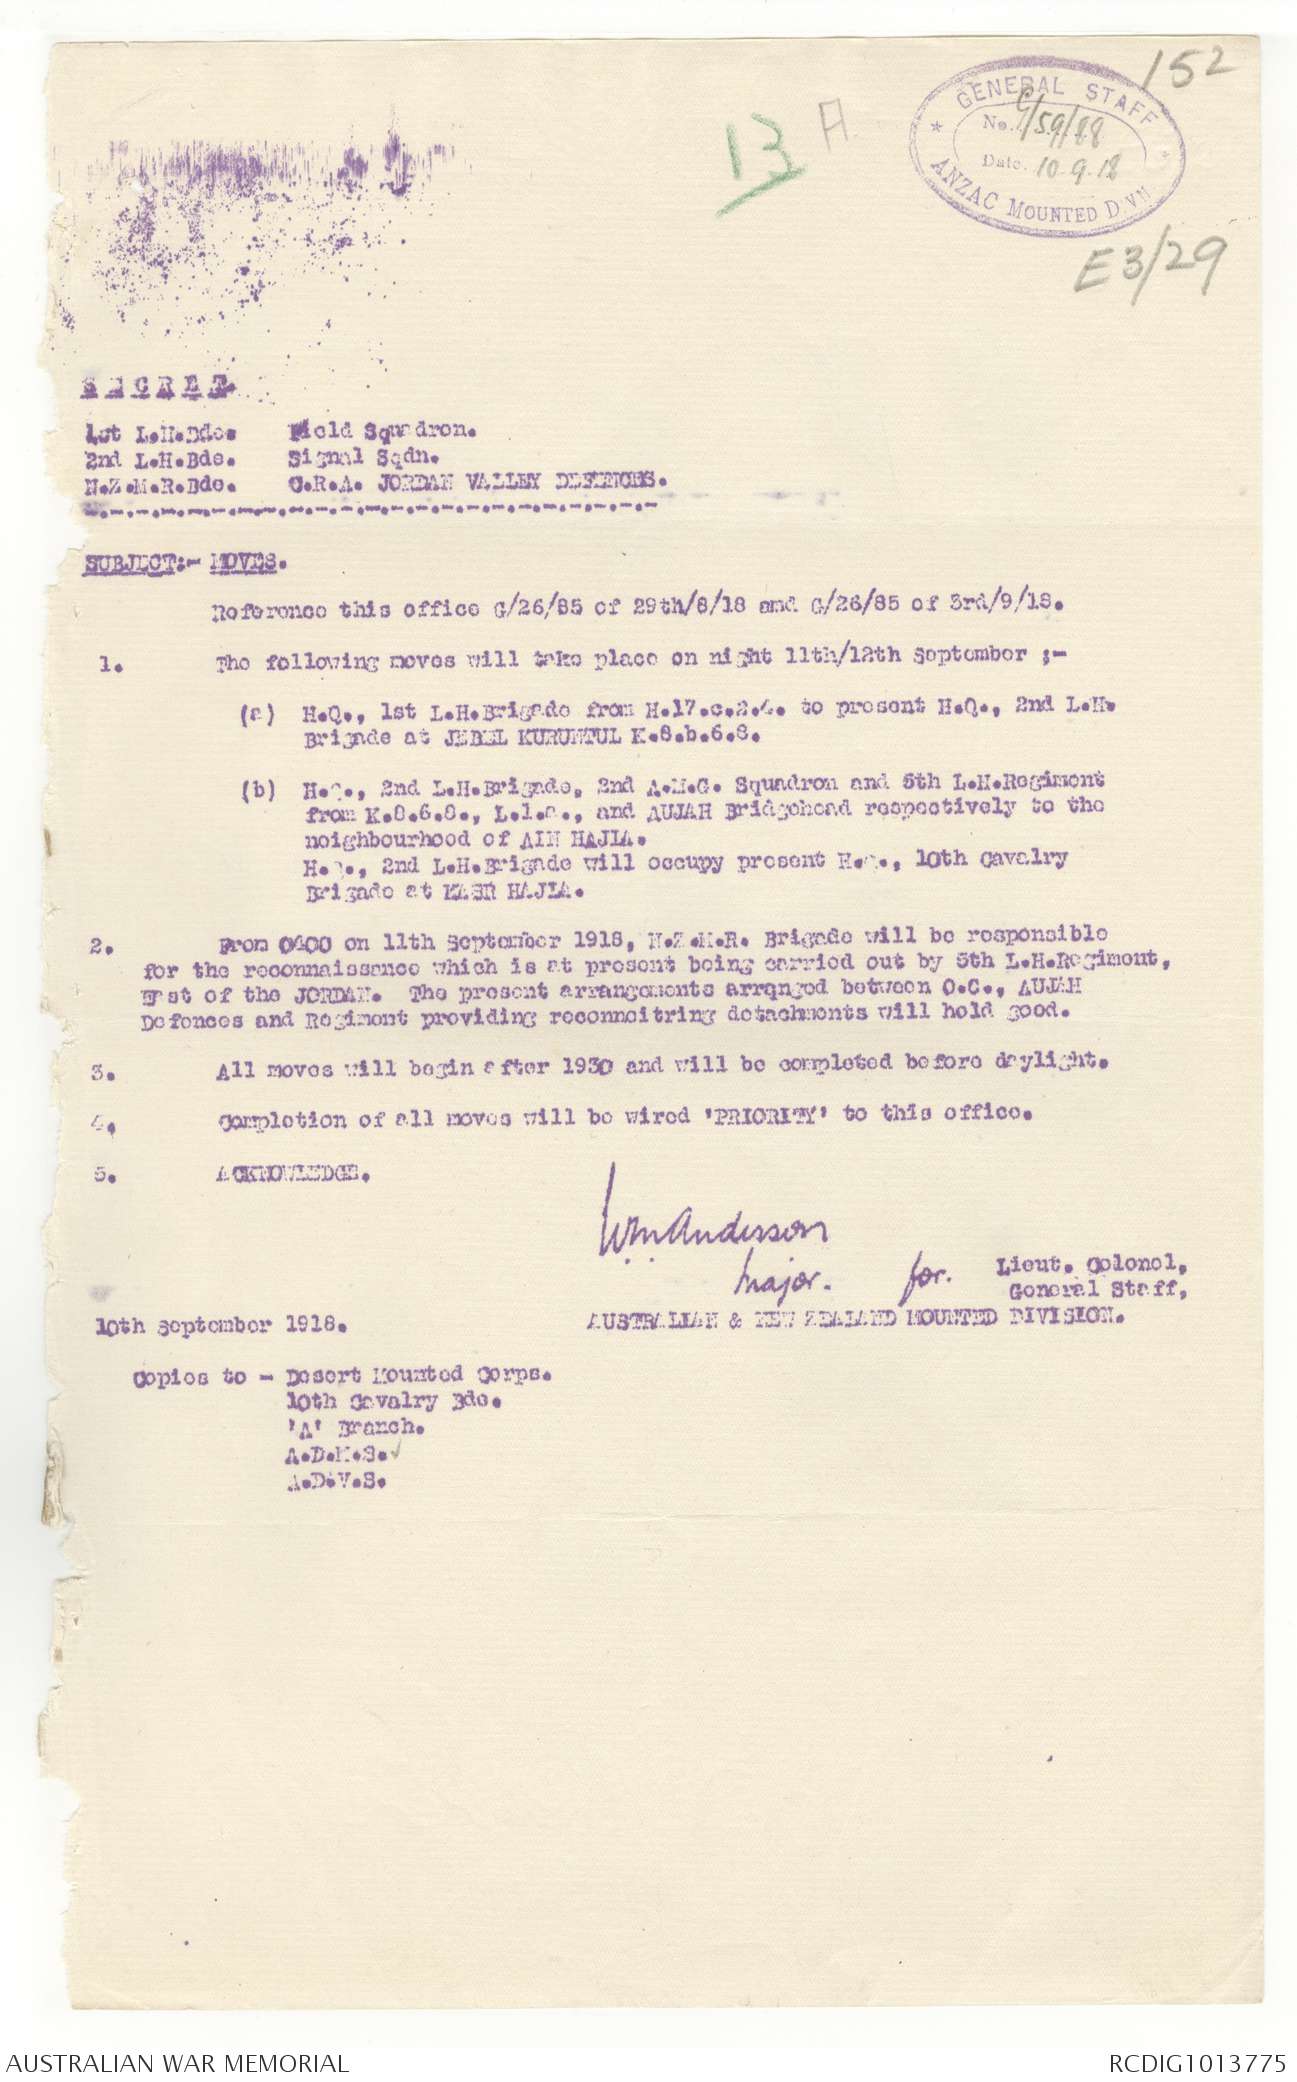 152
13 A.
* GENERAL STAFF *
No. G/59/88
Date. 10.9.18
ANZAC MOUNTED DIVN
E3/29
SECRET
1st L.H.Bde. Field Squadron.
2nd L.H.Bde. Signal Sqdn.
N.Z.M.R.Bde. C.R.A. JORDAN VALLEY DEFENCES.
SUBJECT:- MOVES.
Reference this office G/26/85 of 29th/8/18 and G/26/85 of 3rd/9/18.
1. The following moves will take place on night 11th/12th September ;-
(a) H.Q., 1st L.H.Brigade from H.17.c.2.4. to present H.Q., 2nd L.H.
Brigade at JEBEL KURUNTUL K.8.b.6.8.
(b) H.Q., 2nd L.H.Brigade, 2nd A.M.G. Squadron and 5th L.H.Regiment
from K.8.6.8., L.1.a., and AUJAH Bridgehead respectively to the
neighbourhood of AIN HAJLA.
H.Q., 2nd L.H.Brigade will occupy present H.Q., 10th Cavalry
Brigade at KASR HAJLA.
2. From 0400 on 11th September 1918, N.Z.M.R. Brigade will be responsible
for the reconnaissance which is at present being carried out by 5th L.H.Regiment,
East of the JORDAN. The present arrangements arrqnged between O.C., AUJAH
Defences and Regiment providing reconnoitring detachments will hold good.
3. All moves will begin after 1930 and will be completed before daylight.
4. Completion of all moves will be wired 'PRIORITY' to this office.
5. ACKNOWLEDGE.
Wm Anderson
Major. for. Lieut. Colonel,
General Staff,
10th September 1918. AUSTRALIAN & NEW ZEALAND MOUNTED DIVISION.
Copies to - Desert Mounted Corps.
10th Cavalry Bde.
'A' Branch.
A.D.M.S. ✓
A.D.V.S.
AUSTRALIAN WAR MEMORIAL RCDIG1013775